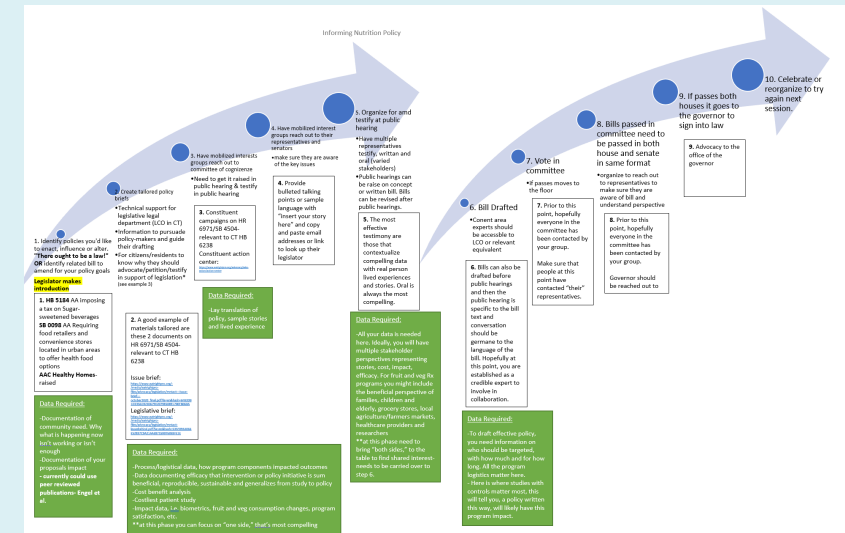 Informing Nutrition Policy
1. Identify policies you'd like
to enact, influence or alter.
"There ought to be a law!"
OR identify related bill to
amend for your policy goals
Legislator makes
introduction
1. HB 5184 AA Imposing
a tax on Sugar-
sweetened beverages
SB 0098 AA Requiring
food retailers and
convenience stores
located in urban areas
to offer health food
options
AAC Healthy Homes-
raised
Data Required:
-Documentation of
community need. Why
what is happening now
isn't working or isn't
enough
-Documentation of your
proposals impact
- currently could use
peer reviewed
publications- Engel et
al.
2. Create tailored policy
briefs
•Technical support for
legislative legal
department (LCO in CT)
•Information to pursuade
policy-makers and guide
their drafting
•For citizens/residents to
know why they should
advocate/petition/testify
in support of legislation*
(see example 3)
2. A good example of
materials tailored are
these 2 documents on
HR 6971/SB 4504-
relevant to CT HB
6238
Issue brief:
Legislative brief:
Data Required:
-Process/logistical data, how program components impacted outcomes
-Data documenting efficacy that intervention or policy initiative is sum
beneficial, reproducible, sustainable and generalizes from study to policy
-Cost benefit analysis
-Costliest patient study
-Impact data, i.e. biometrics, fruit and veg consumption changes, program
satisfaction, etc.
**at this phase you can focus on "one side," that's most compelling
3. Have mobilized interests
groups reach out to
committee of cognizenze
•Need to get it raised in
public hearing & testify
in public hearing
3. Constituent
campaigns on HR
6971/SB 4504-
relevant to CT HB
6238
Constituent action
center:
Data Required:
-Lay translation of
policy, sample stories
and lived experience
4. Have mobilized interest
groups reach out to their
representatives and
senators
•make sure they are aware
of the key issues
4. Provide
bulleted talking
points or sample
language with
"insert your story
here" and copy
and paste email
addresses or link
to look up their
legislator
5. Organize for amd
testify at public
hearing
•Have multiple
representatives
testify, writtan and
oral (varied
stakeholders)
•Public hearings can
be raise on concept
or written bill. Bills
can be revised after
public hearings.
5. The most
effective
testimony are
those that
contextualize
compelling data
with real person
lived experiences
and stories. Oral is
always the most
compelling.
Data Required:
-All your data is needed
here. Ideally, you will have
multiple stakeholder
perspectives representing
stories, cost, impact,
efficacy. For fruit and veg Rx
programs you might include
the beneficial perspective of
families, children and
elderly, grocery stores, local
agriculture/farmers markets,
healthcare providers and
researchers
**at this phase need to
bring "both sides," to the
table to find shared interest-
needs to be carried over to
step 6.
6. Bill Drafted
•Conent area
experts should
be accessible to
LCO or relevant
equivalent
6. Bills can also be
drafted before
public hearings
and then the
public hearing is
specific to the bill
text and
conversation
should be
germane to the
language of the
bill. Hopefully at
this point, you are
established as a
credible expert to
involve in
collaboration.
Data Required:
-To draft effective policy,
you need information on
who should be targeted,
with how much and for how
long. All the program
logistics matter here.
- Here is where studies with
controls matter most, this
will tell you, a policy written
this way, will likely have this
program impact.
7. Vote in
committee
•If passes moves to
the floor
7. Prior to this
point, hopefully
everyone in the
committee has
been contacted by
your group.
Make sure that
people at this
point have
contacted "their"
representatives.
8. Bills passed in
committee need to
be passed in both
house and senate
in same format
•organize to reach out
to representatives to
make sure they are
aware of bill and
understand perspective
8. Prior to this
point, hopefully
everyone in the
committee has
been contacted by
your group.
Governor should
be reached out to
9. If passes both
houses it goes to
the governor to
sign into law
9. Advocacy to the
office of the
governor
10. Celebrate or
reorganize to try
again next
session.